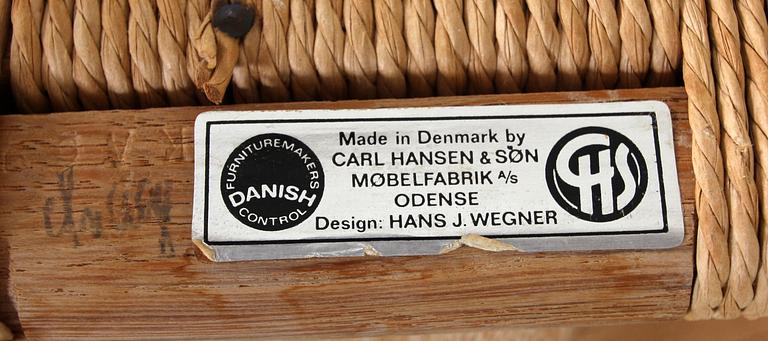 FURNITUREMAKERS
DANISH
CONTROL
Made in Denmark by
CARL HANSEN & SØN
MØBELFABRIK A/S
ODENSE
Design: HANS J. WEGNER
CHS